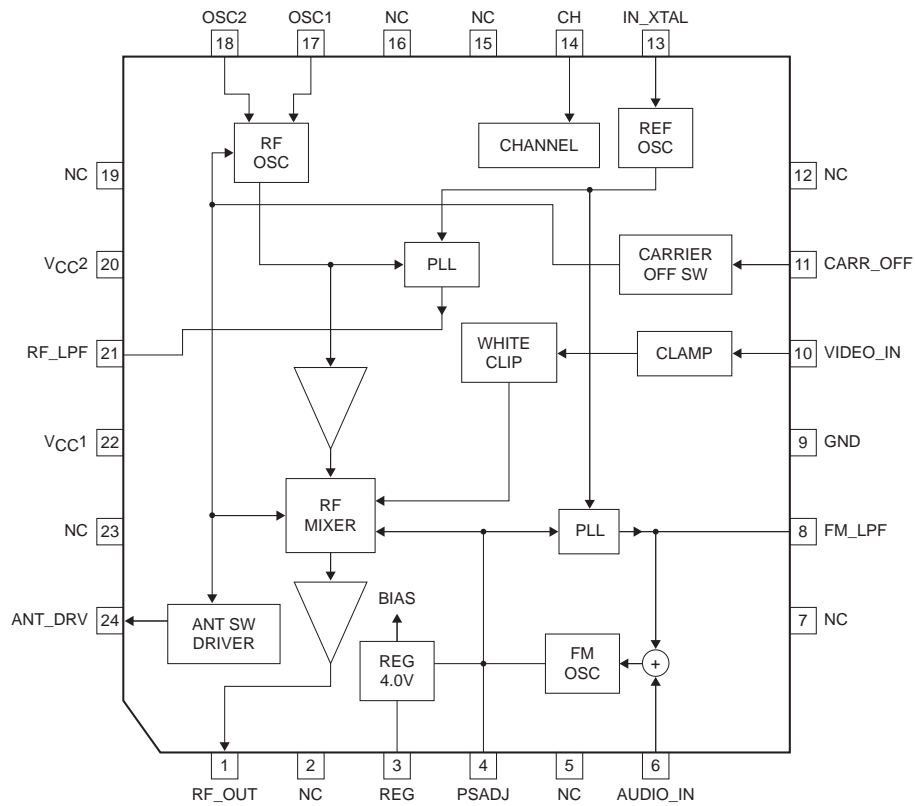 OSC2 OSC1 NC NC CH IN_XTAL
18 17 16 15 14 13
RF
OSC
CHANNEL
REF
OSC
NC 19
12 NC
VCC2 20
PLL
CARRIER
OFF SW
11 CARR_OFF
RF_LPF 21
WHITE
CLIP
CLAMP
10 VIDEO_IN
VCC1 22
9 GND
NC 23
RF
MIXER
PLL
8 FM_LPF
ANT_DRV 24
ANT SW
DRIVER
BIAS
7 NC
REG
4.0V
FM
OSC
+
1 2 3 4 5 6
RF_OUT NC REG PSADJ NC AUDIO_IN